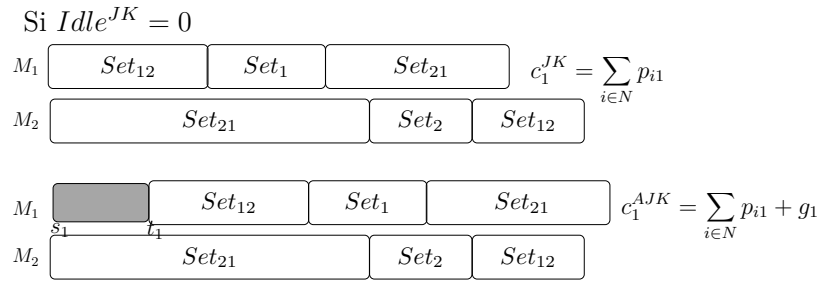 Si $Idle^{JK} = 0$
$M_1$ $Set_{12}$ $Set_1$ $Set_{21}$ $c_1^{JK} = \sum_{i \in N} p_{i1}$
$M_2$ $Set_{21}$ $Set_2$ $Set_{12}$
$M_1$ $Set_{12}$ $Set_1$ $Set_{21}$ $c_1^{AJK} = \sum_{i \in N} p_{i1} + g_1$
$s_1$ $t_1$
$M_2$ $Set_{21}$ $Set_2$ $Set_{12}$